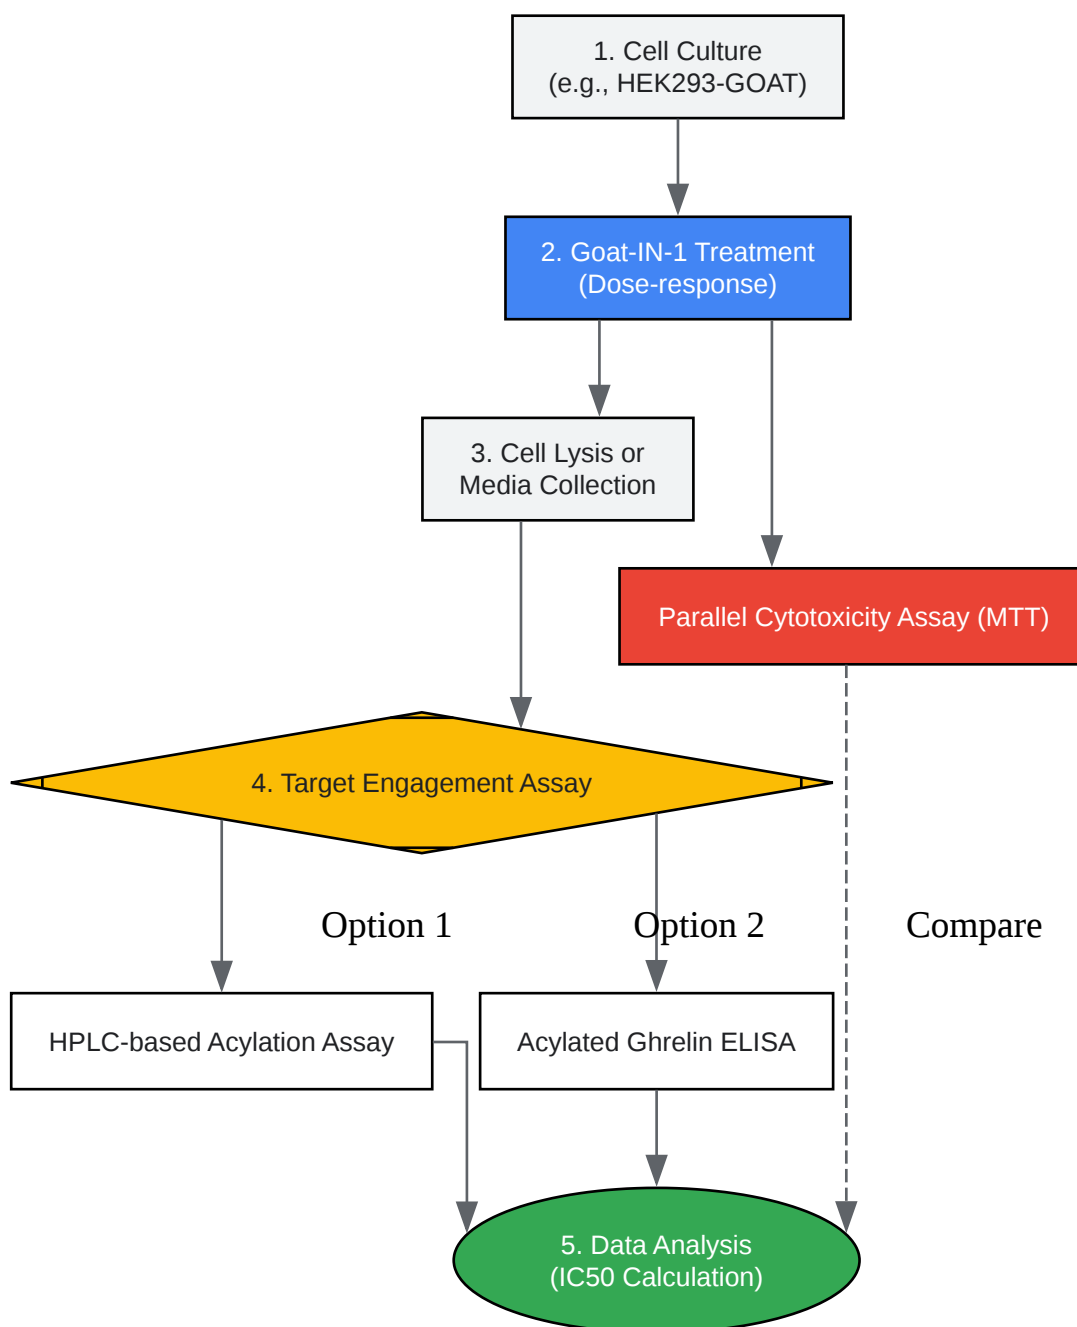 1. Cell Culture
(e.g., HEK293-GOAT)
2. Goat-IN-1 Treatment
(Dose-response)
3. Cell Lysis or
Media Collection
Parallel Cytotoxicity Assay (MTT)
4. Target Engagement Assay
Option 1
Option 2
Compare
HPLC-based Acylation Assay
Acylated Ghrelin ELISA
5. Data Analysis
(IC50 Calculation)